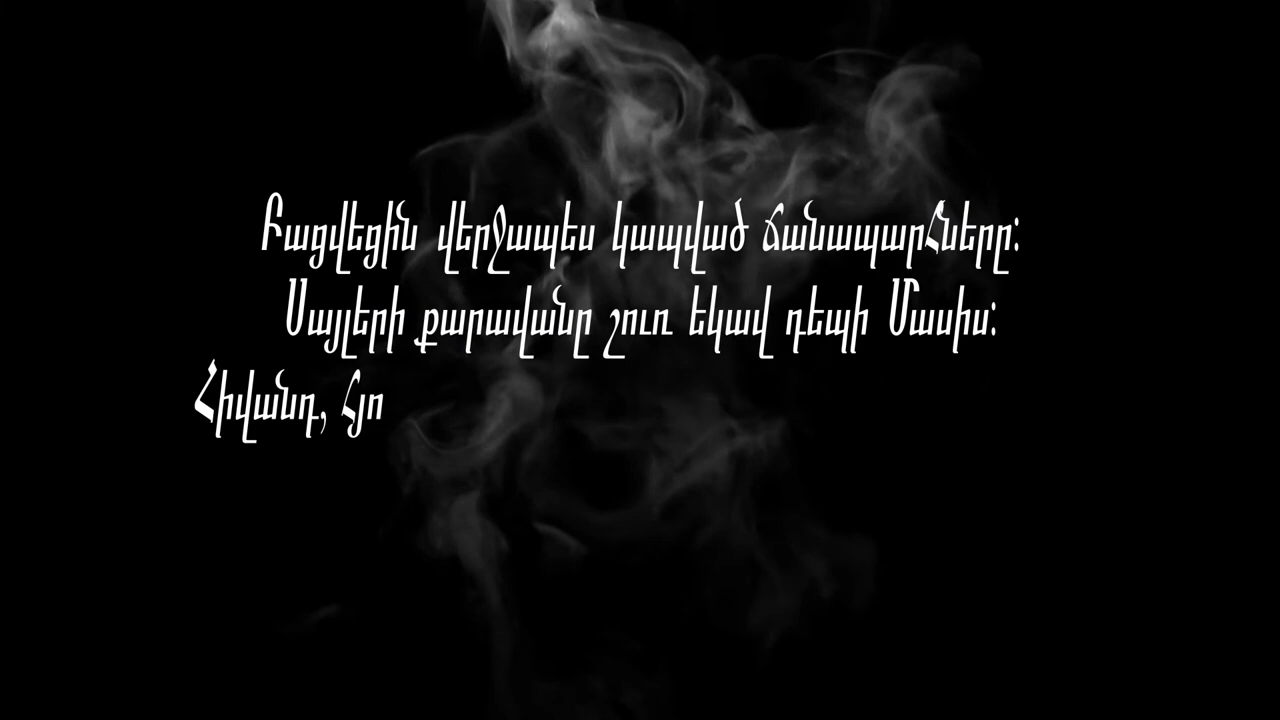 Բացվեցին վերջապես կապված ճանապարհները:
Սայլերի քարավանը շուռ եկավ դեպի Մասիս:
Հիվանդ, հյո